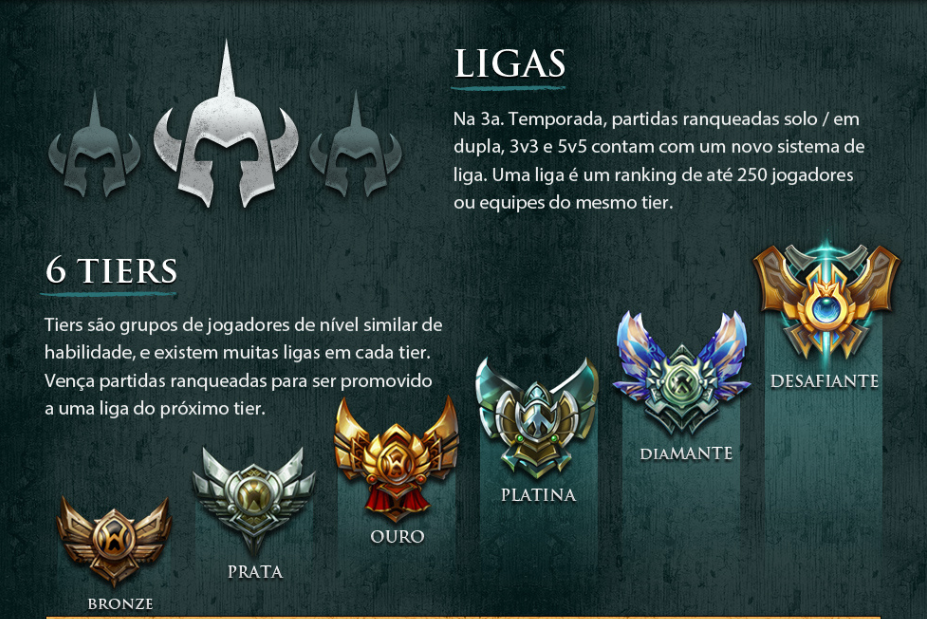 LIGAS
Na 3a. Temporada, partidas ranqueadas solo / em
dupla, 3v3 e 5v5 contam com um novo sistema de
liga. Uma liga é um ranking de até 250 jogadores
ou equipes do mesmo tier.
6 TIERS
Tiers são grupos de jogadores de nível similar de
habilidade, e existem muitas ligas em cada tier.
Vença partidas ranqueadas para ser promovido
a uma liga do próximo tier.
DESAFIANTE
DIAMANTE
PLATINA
OURO
PRATA
BRONZE